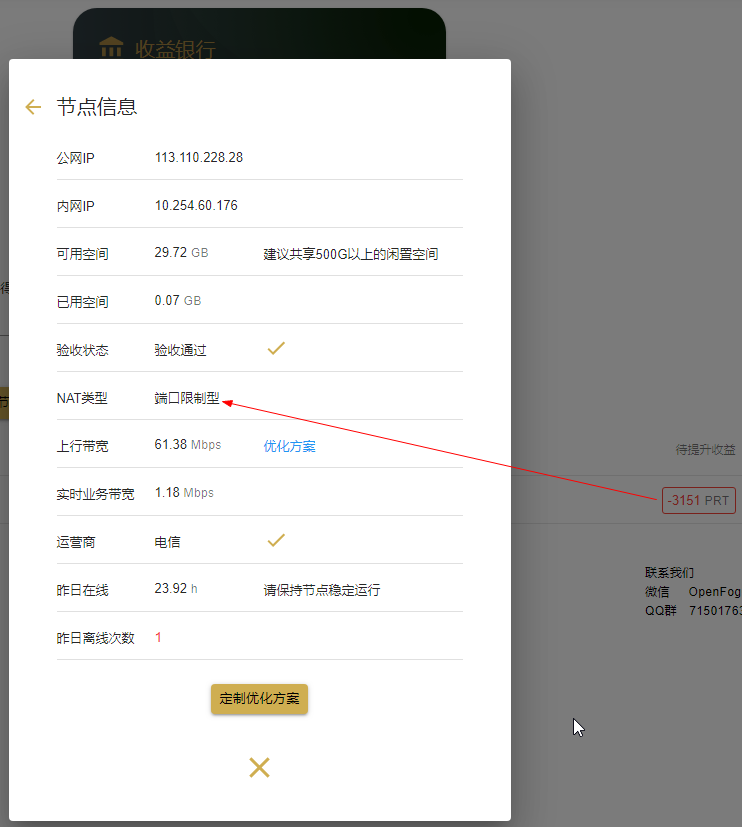 收益银行
节点信息
公网IP 113.110.228.28
内网IP 10.254.60.176
可用空间 29.72 GB 建议共享500G以上的闲置空间
得
已用空间 0.07 GB
验收状态 验收通过
NAT类型 端口限制型
节
上行带宽 61.38 Mbps 优化方案
待提升收益
实时业务带宽 1.18 Mbps
-3151 PRT
运营商 电信
联系我们
昨日在线 23.92 h 请保持节点稳定运行
微信 OpenFog
QQ群 71501763
昨日离线次数 1
定制优化方案